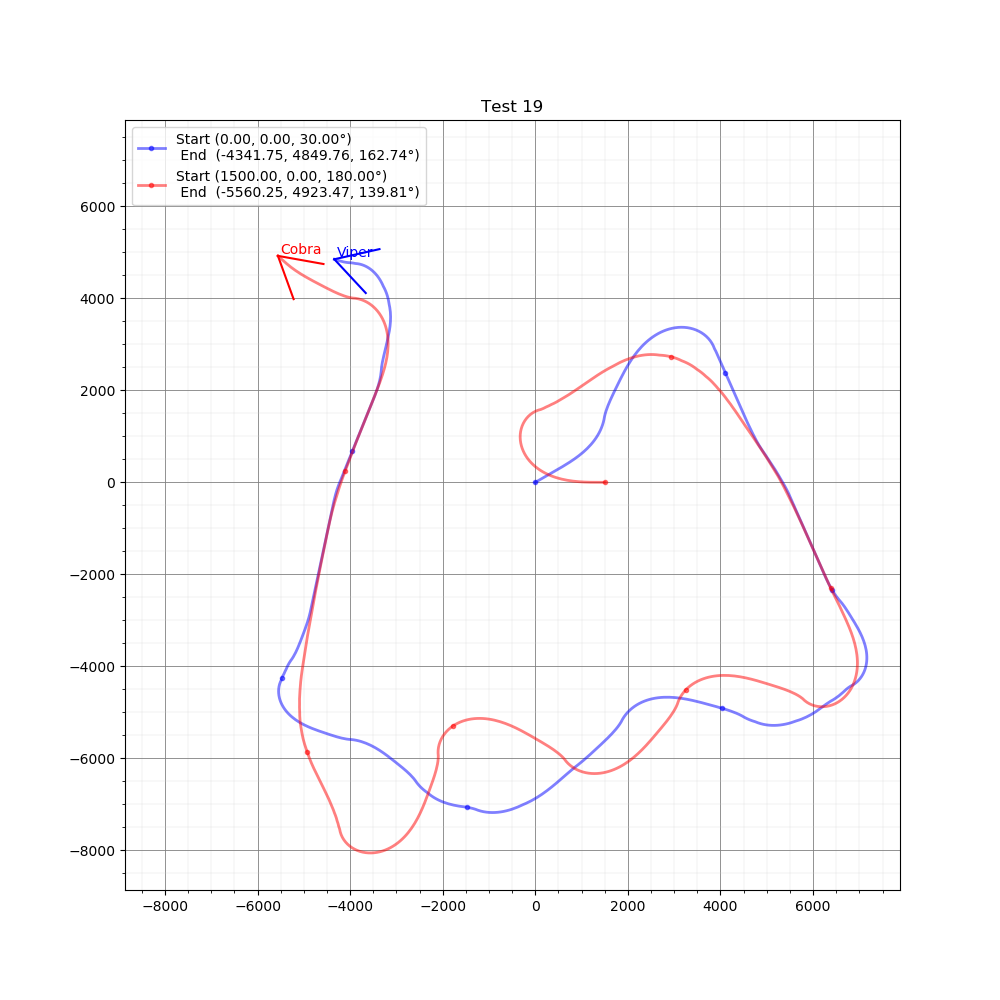 Test 19
Start (0.00, 0.00, 30.00°)
End  (-4341.75, 4849.76, 162.74°)
Start (1500.00, 0.00, 180.00°)
End  (-5560.25, 4923.47, 139.81°)
Cobra
Viper
6000
4000
2000
0
−2000
−4000
−6000
−8000
−8000 −6000 −4000 −2000 0 2000 4000 6000